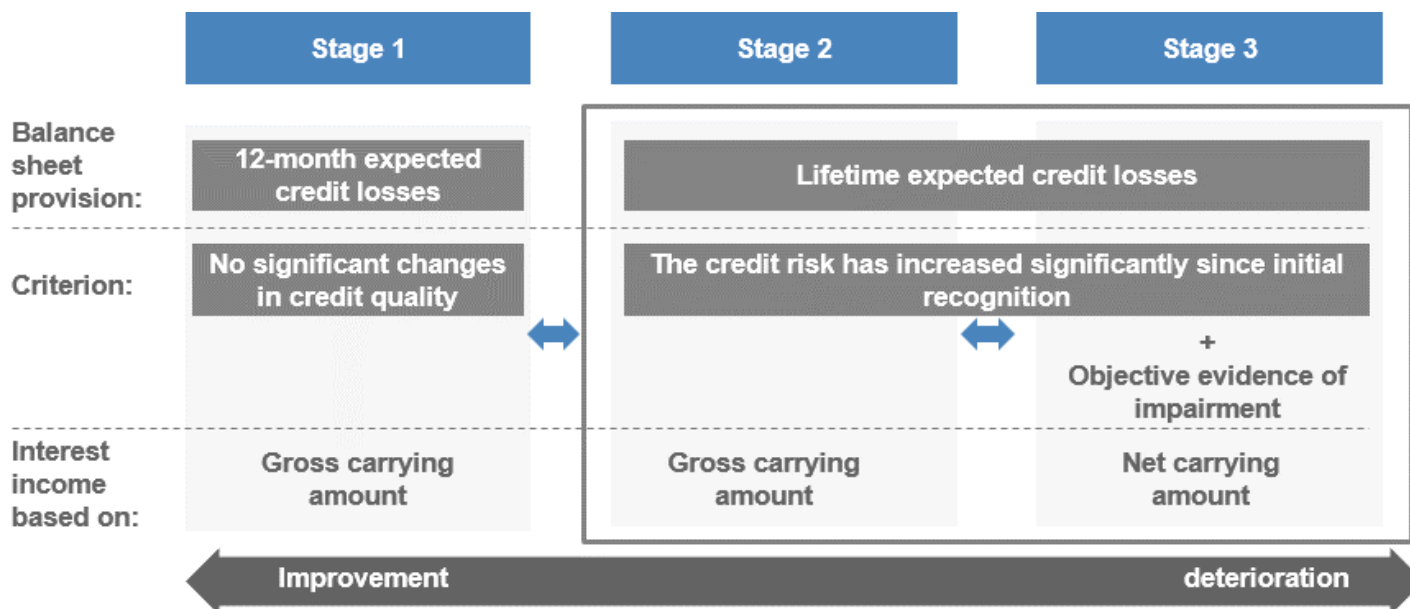 Stage 1
Stage 2
Stage 3
Balance
sheet
provision:
12-month expected
credit losses
Lifetime expected credit losses
Criterion:
No significant changes
in credit quality
The credit risk has increased significantly since initial
recognition
+
Objective evidence of
impairment
Interest
income
based on:
Gross carrying
amount
Gross carrying
amount
Net carrying
amount
Improvement
deterioration